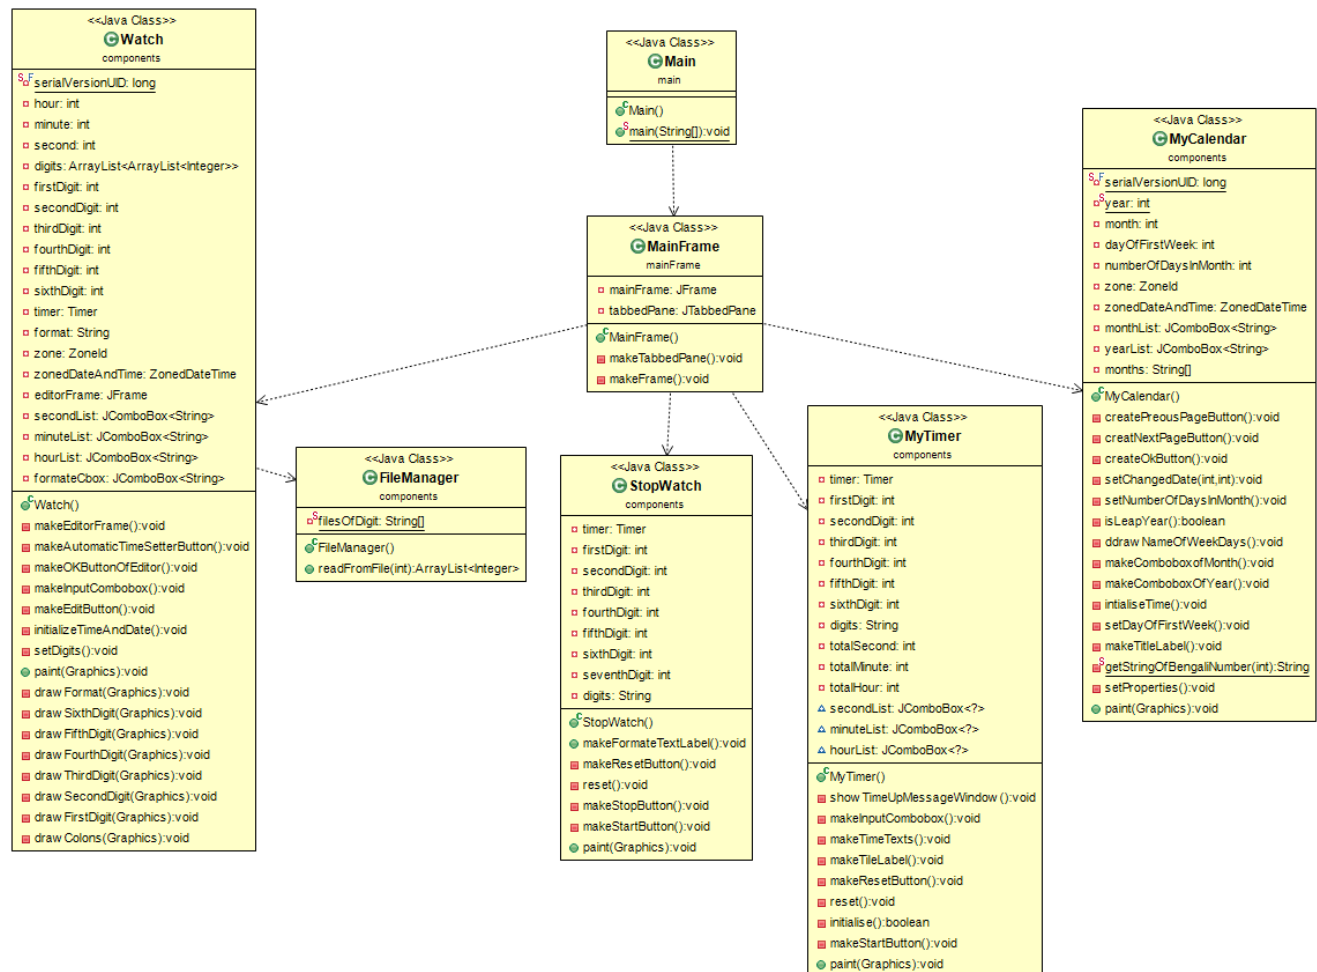 <<Java Class>>
Watch
components
serialVersionUID: long
hour: int
minute: int
second: int
digits: ArrayList<ArrayList<Integer>>
firstDigit: int
secondDigit: int
thirdDigit: int
fourthDigit: int
fifthDigit: int
sixthDigit: int
timer: Timer
format: String
zone: ZoneId
zonedDateAndTime: ZonedDateTime
editorFrame: JFrame
secondList: JComboBox<String>
minuteList: JComboBox<String>
hourList: JComboBox<String>
formateCbox: JComboBox<String>
Watch()
makeEditorFrame():void
makeAutomaticTimeSetterButton():void
makeOKButtonOfEditor():void
makeInputCombobox():void
makeEditButton():void
initializeTimeAndDate():void
setDigits():void
paint(Graphics):void
draw Format(Graphics):void
draw SixthDigit(Graphics):void
draw FifthDigit(Graphics):void
draw FourthDigit(Graphics):void
draw ThirdDigit(Graphics):void
draw SecondDigit(Graphics):void
draw FirstDigit(Graphics):void
draw Colons(Graphics):void
<<Java Class>>
Main
main
Main()
main(String[]):void
<<Java Class>>
MainFrame
mainFrame
mainFrame: JFrame
tabbedPane: JTabbedPane
MainFrame()
makeTabbedPane():void
makeFrame():void
<<Java Class>>
FileManager
components
filesOfDigit: String[]
FileManager()
readFromFile(int):ArrayList<Integer>
<<Java Class>>
StopWatch
components
timer: Timer
firstDigit: int
secondDigit: int
thirdDigit: int
fourthDigit: int
fifthDigit: int
sixthDigit: int
seventhDigit: int
digits: String
StopWatch()
makeFormateTextLabel():void
makeResetButton():void
reset():void
makeStopButton():void
makeStartButton():void
paint(Graphics):void
<<Java Class>>
MyTimer
components
timer: Timer
firstDigit: int
secondDigit: int
thirdDigit: int
fourthDigit: int
fifthDigit: int
sixthDigit: int
digits: String
totalSecond: int
totalMinute: int
totalHour: int
secondList: JComboBox<?>
minuteList: JComboBox<?>
hourList: JComboBox<?>
MyTimer()
show TimeUpMessageWindow ():void
makeInputCombobox():void
makeTimeTexts():void
makeTileLabel():void
makeResetButton():void
reset():void
initialise():boolean
makeStartButton():void
paint(Graphics):void
<<Java Class>>
MyCalendar
components
serialVersionUID: long
year: int
month: int
dayOfFirstWeek: int
numberOfDaysInMonth: int
zone: ZoneId
zonedDateAndTime: ZonedDateTime
monthList: JComboBox<String>
yearList: JComboBox<String>
months: String[]
MyCalendar()
createPreousPageButton():void
creatNextPageButton():void
createOkButton():void
setChangedDate(int,int):void
setNumberOfDaysInMonth():void
isLeapYear():boolean
ddraw NameOfWeekDays():void
makeComboboxofMonth():void
makeComboboxOfYear():void
intialiseTime():void
setDayOfFirstWeek():void
makeTitleLabel():void
getStringOfBengaliNumber(int):String
setProperties():void
paint(Graphics):void